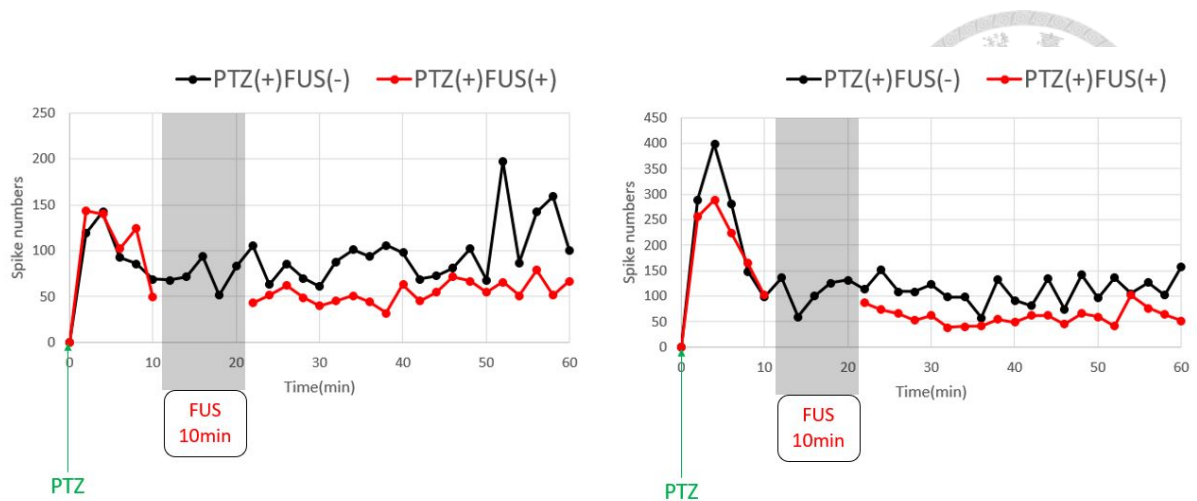 PTZ(+)FUS(-) PTZ(+)FUS(+)
250
200
150
100
50
0
Spike numbers
0 10 20 30 40 50 60
Time(min)
FUS
10min
PTZ
PTZ(+)FUS(-) PTZ(+)FUS(+)
450
400
350
300
250
200
150
100
50
0
Spike numbers
0 10 20 30 40 50 60
Time(min)
FUS
10min
PTZ